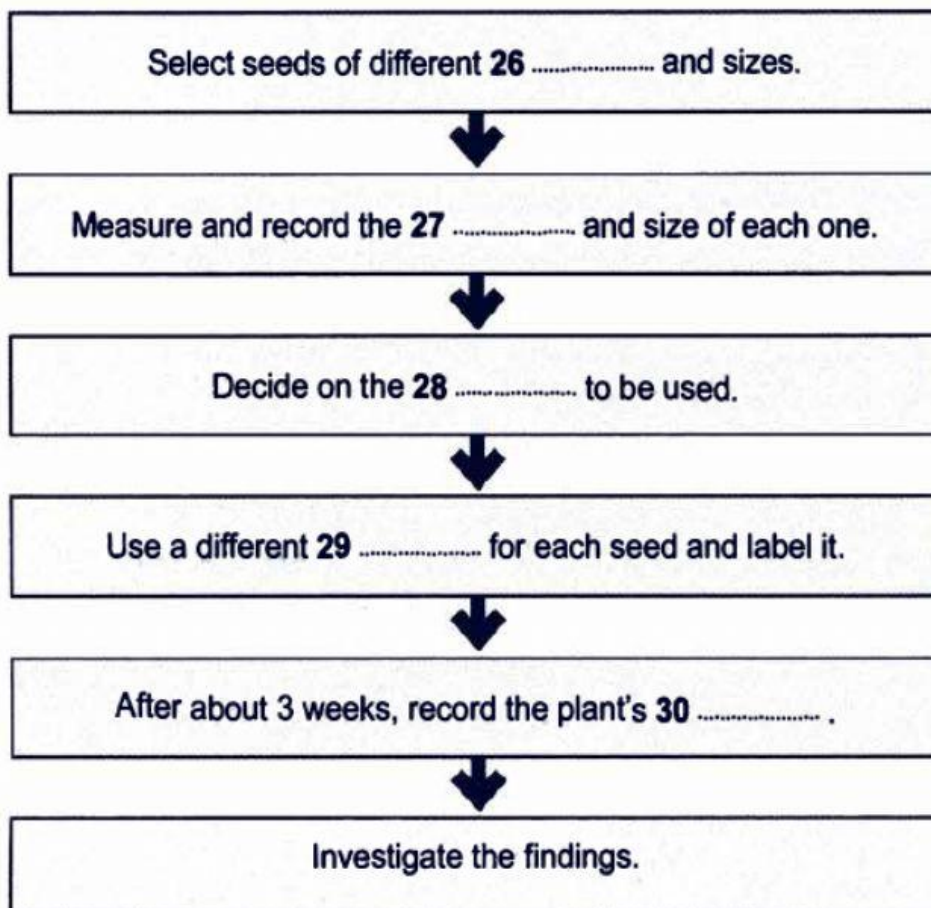 Select seeds of different 26 .................... and sizes.
Measure and record the 27 .................... and size of each one.
Decide on the 28 .................... to be used.
Use a different 29 .................... for each seed and label it.
After about 3 weeks, record the plant's 30 .................... .
Investigate the findings.